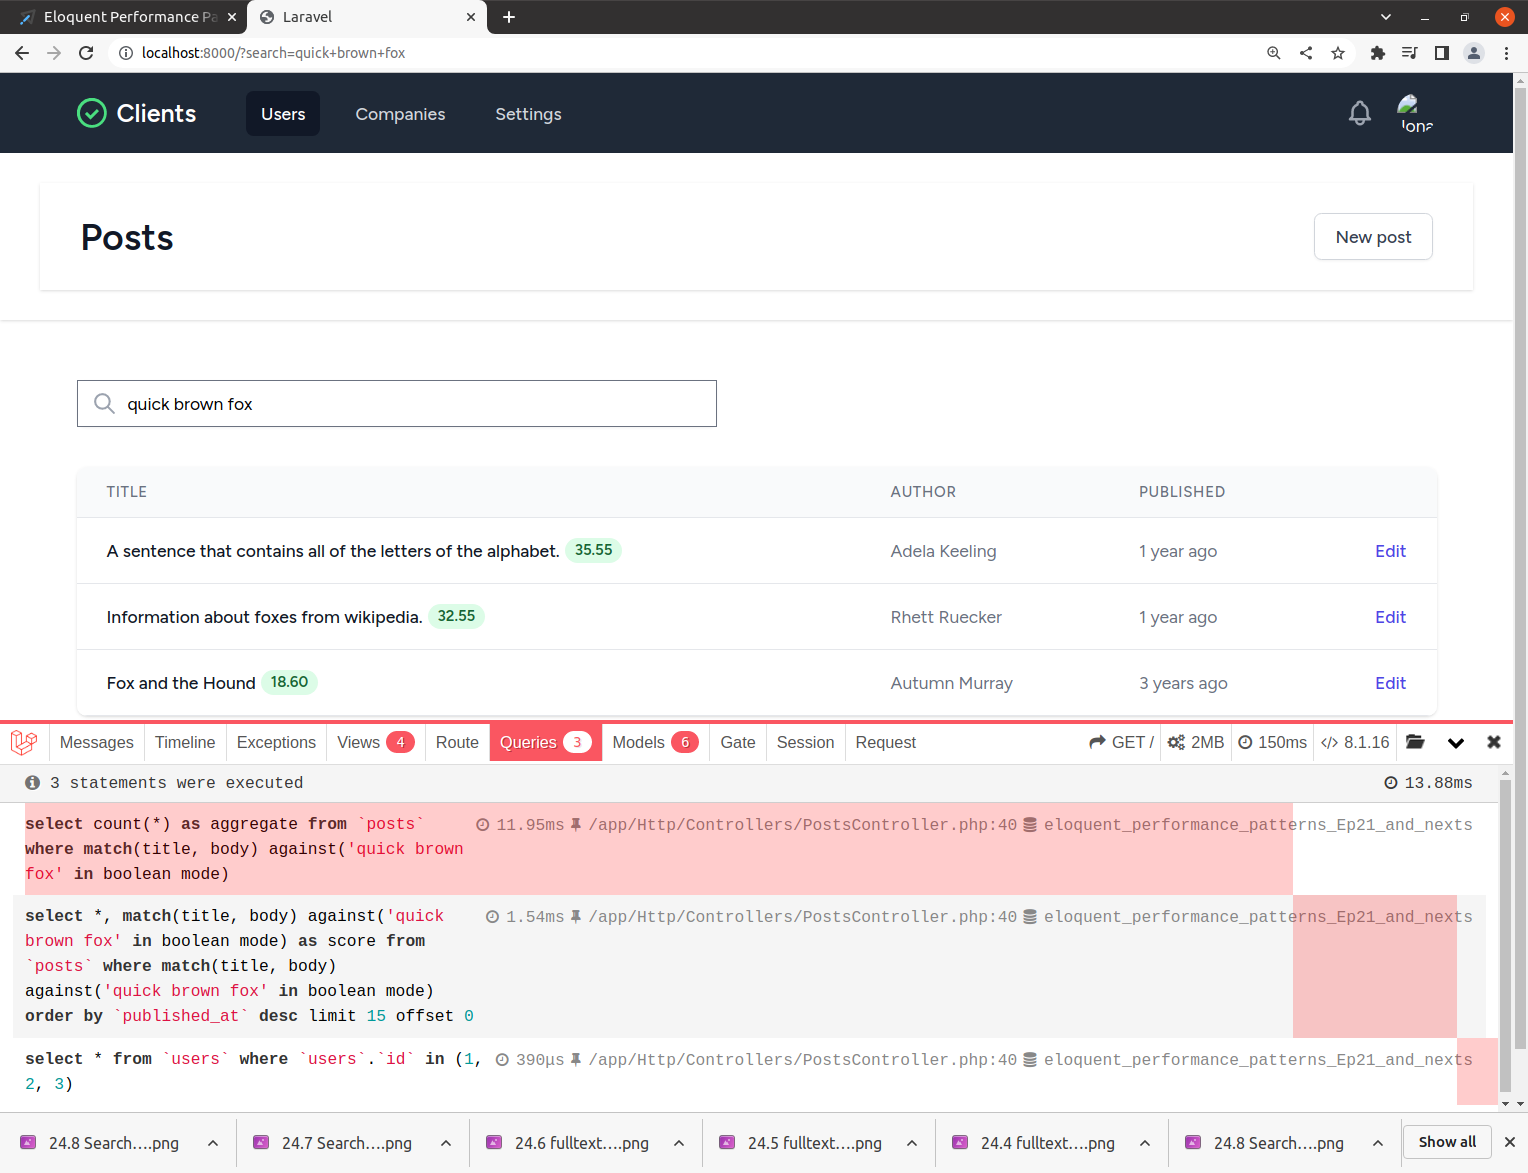 Eloquent Performance Pa
Laravel
localhost:8000/?search=quick+brown+fox
Clients
Users
Companies
Settings
Jona
Posts
New post
quick brown fox
TITLE AUTHOR PUBLISHED
A sentence that contains all of the letters of the alphabet. 35.55 Adela Keeling 1 year ago Edit
Information about foxes from wikipedia. 32.55 Rhett Ruecker 1 year ago Edit
Fox and the Hound 18.60 Autumn Murray 3 years ago Edit
Messages Timeline Exceptions Views 4 Route Queries 3 Models 6 Gate Session Request GET / 2MB 150ms 8.1.16
3 statements were executed 13.88ms
select count(*) as aggregate from `posts` 11.95ms /app/Http/Controllers/PostsController.php:40 eloquent_performance_patterns_Ep21_and_nexts
where match(title, body) against('quick brown
fox' in boolean mode)
select *, match(title, body) against('quick 1.54ms /app/Http/Controllers/PostsController.php:40 eloquent_performance_patterns_Ep21_and_nexts
brown fox' in boolean mode) as score from
`posts` where match(title, body)
against('quick brown fox' in boolean mode)
order by `published_at` desc limit 15 offset 0
select * from `users` where `users`.`id` in (1, 390μs /app/Http/Controllers/PostsController.php:40 eloquent_performance_patterns_Ep21_and_nexts
2, 3)
24.8 Search....png 24.7 Search....png 24.6 fulltext....png 24.5 fulltext....png 24.4 fulltext....png 24.8 Search....png Show all